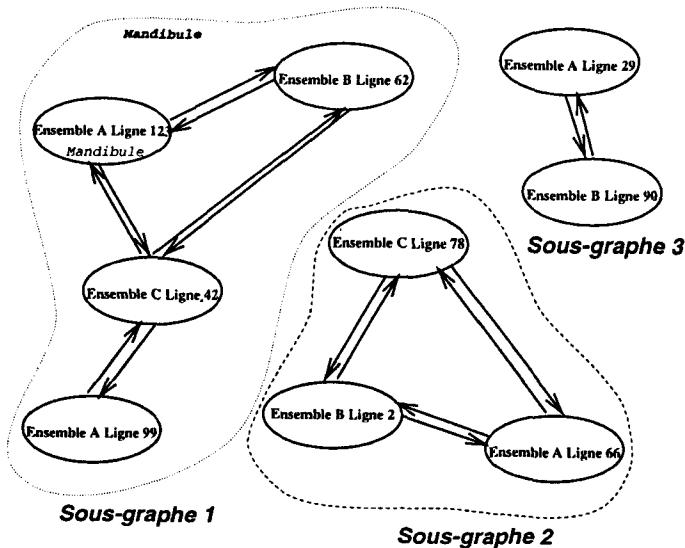 Mandibule
Ensemble B Ligne 62
Ensemble A Ligne 123
Mandibule
Ensemble C Ligne 42
Ensemble A Ligne 99
Sous-graphe 1
Ensemble A Ligne 29
Ensemble B Ligne 90
Sous-graphe 3
Ensemble C Ligne 78
Ensemble B Ligne 2
Ensemble A Ligne 66
Sous-graphe 2